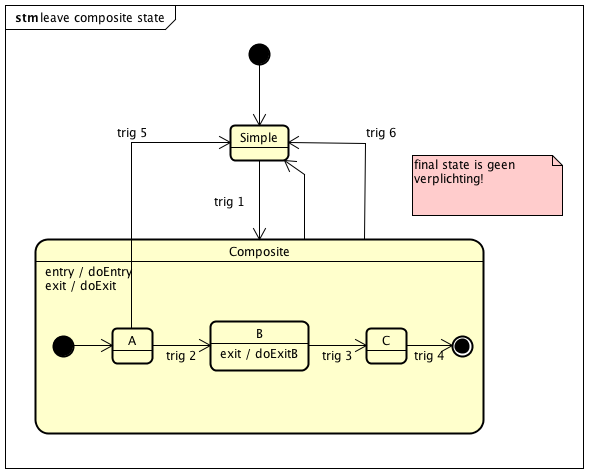 stm leave composite state
trig 5
Simple
trig 6
final state is geen
verplichting!
trig 1
Composite
entry / doEntry
exit / doExit
A
trig 2
B
exit / doExitB
trig 3
C
trig 4